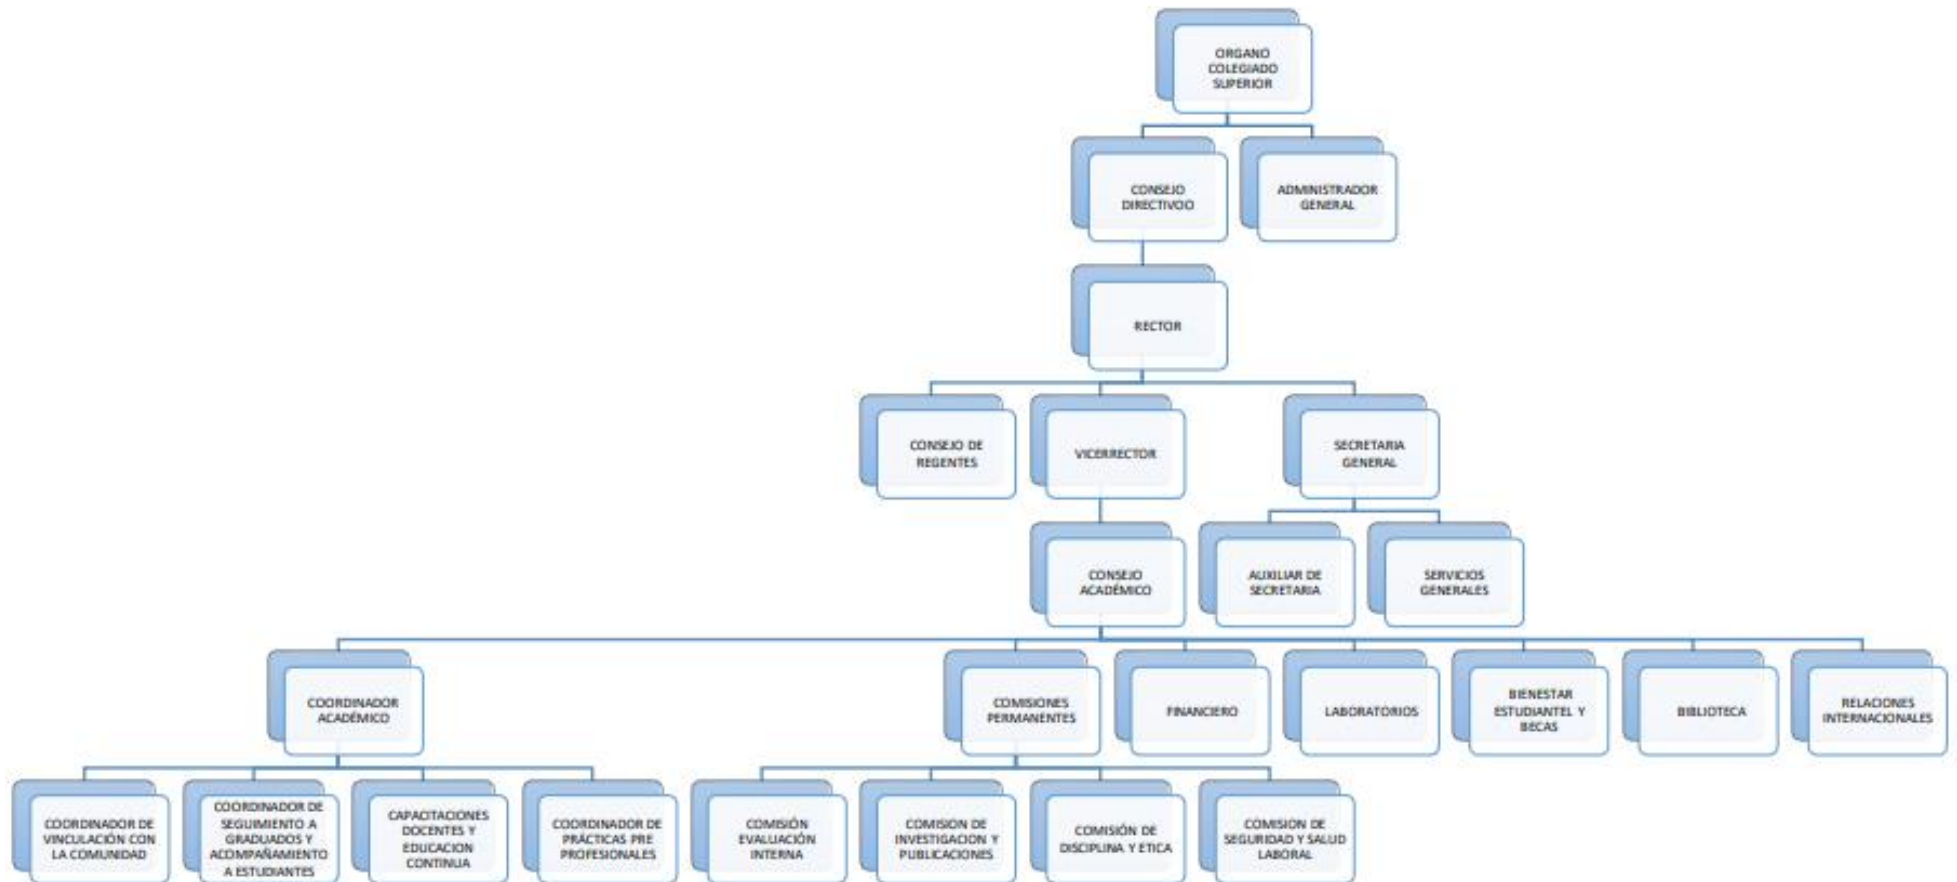 ORGANO
COLEGIADO
SUPERIOR
CONSEJO
DIRECTIVOO
ADMINISTRADOR
GENERAL
RECTOR
CONSEJO DE
REGENTES
VICERRECTOR
SECRETARIA
GENERAL
CONSEJO
ACADÉMICO
AUXILIAR DE
SECRETARIA
SERVICIOS
GENERALES
COORDINADOR
ACADÉMICO
COMISIONES
PERMANENTES
FINANCIERO
LABORATORIOS
BIENESTAR
ESTUDIANTEL Y
BECAS
BIBLIOTECA
RELACIONES
INTERNACIONALES
COORDINADOR DE
VINCULACIÓN CON
LA COMUNIDAD
COORDINADOR DE
SEGUIMIENTO A
GRADUADOS Y
ACOMPAÑAMIENTO
A ESTUDIANTES
CAPACITACIONES
DOCENTES Y
EDUCACION
CONTINUA
COORDINADOR DE
PRÁCTICAS PRE
PROFESIONALES
COMISIÓN
EVALUACIÓN
INTERNA
COMISION DE
INVESTIGACION Y
PUBLICACIONES
COMISIÓN DE
DISCIPLINA Y ETICA
COMISION DE
SEGURIDAD Y SALUD
LABORAL